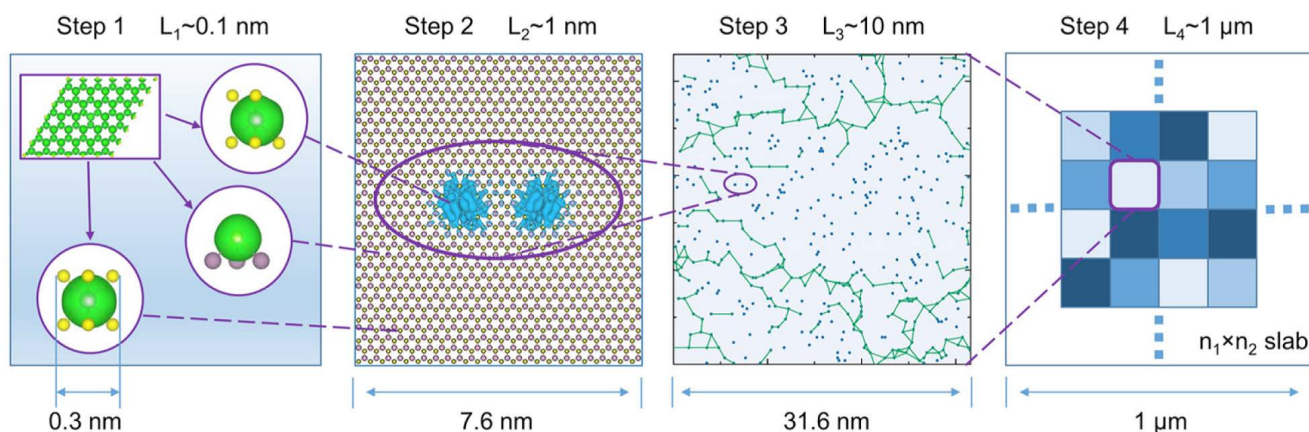 Step 1 L₁~0.1 nm
Step 2 L₂~1 nm
Step 3 L₃~10 nm
Step 4 L₄~1 µm
n₁×n₂ slab
0.3 nm
7.6 nm
31.6 nm
1 µm